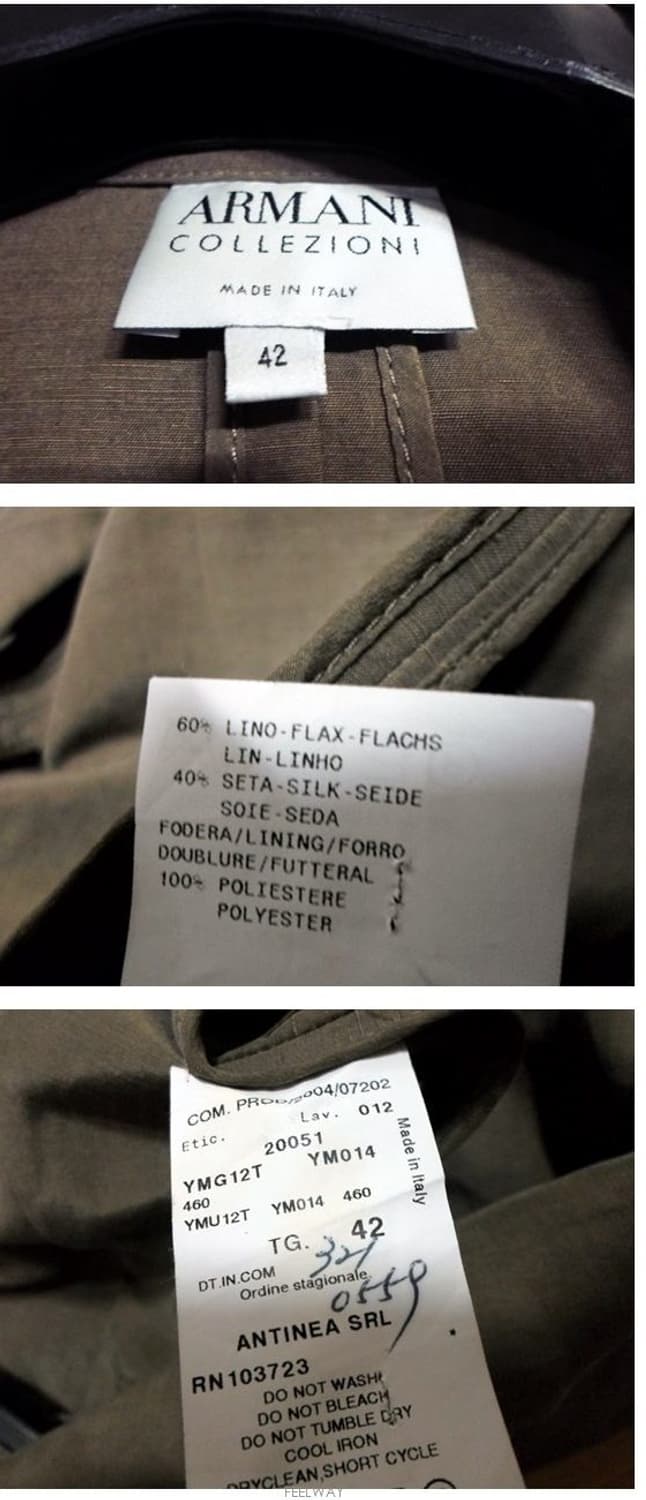 ARMANI
COLLEZIONI
MADE IN ITALY
42
60% LINO-FLAX-FLACHS
LIN-LINHO
40% SETA-SILK-SEIDE
SOIE-SEDA
FODERA/LINING/FORRO
DOUBLURE/FUTTERAL
100% POLIESTERE
POLYESTER
COM. 004/07202
Etic. Lav. 012
20051
YMG12T YM014
460
YMU12T YM014 460
Made in Italy
TG. 42
DT.IN.COM
Ordine stagionale
ANTINEA SRL
RN103723
DO NOT WASH
DO NOT BLEACH
DO NOT TUMBLE DRY
COOL IRON
DRYCLEAN,SHORT CYCLE
FEELWAY